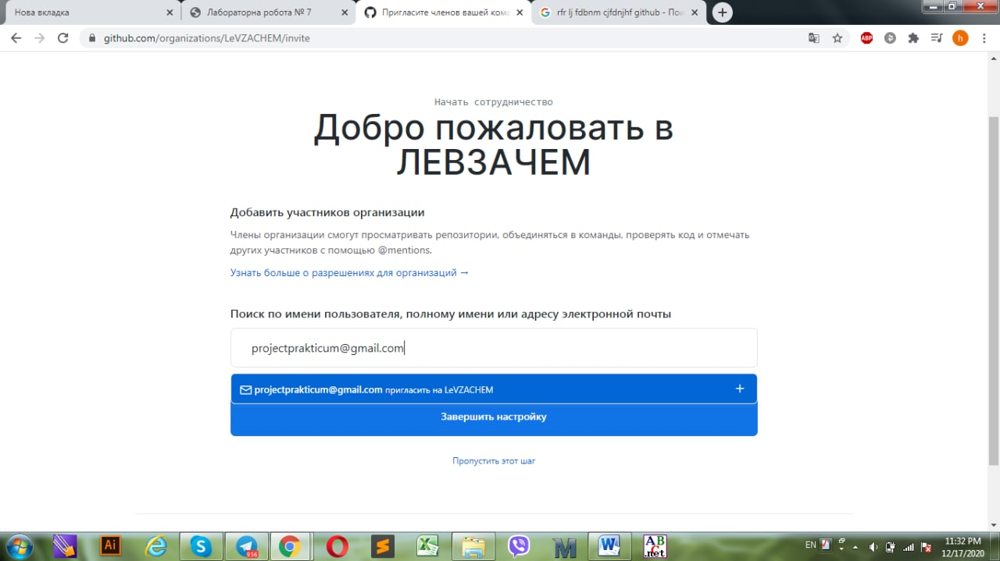 Нова вкладка
Лабораторна робота № 7
Пригласите членов вашей кома
rfr lj fdbnm cjfdnjhf github - Пои
github.com/organizations/LeVZACHEM/invite
ABP
h
Начать сотрудничество
Добро пожаловать в
ЛЕВЗАЧЕМ
Добавить участников организации
Члены организации смогут просматривать репозитории, объединяться в команды, проверять код и отмечать
других участников с помощью @mentions.
Узнать больше о разрешениях для организаций →
Поиск по имени пользователя, полному имени или адресу электронной почты
projectprakticum@gmail.com
projectprakticum@gmail.com пригласить на LeVZACHEM
Завершить настройку
Пропустить этот шаг
Ai
956
ABC
.net
EN
11:32 PM
12/17/2020